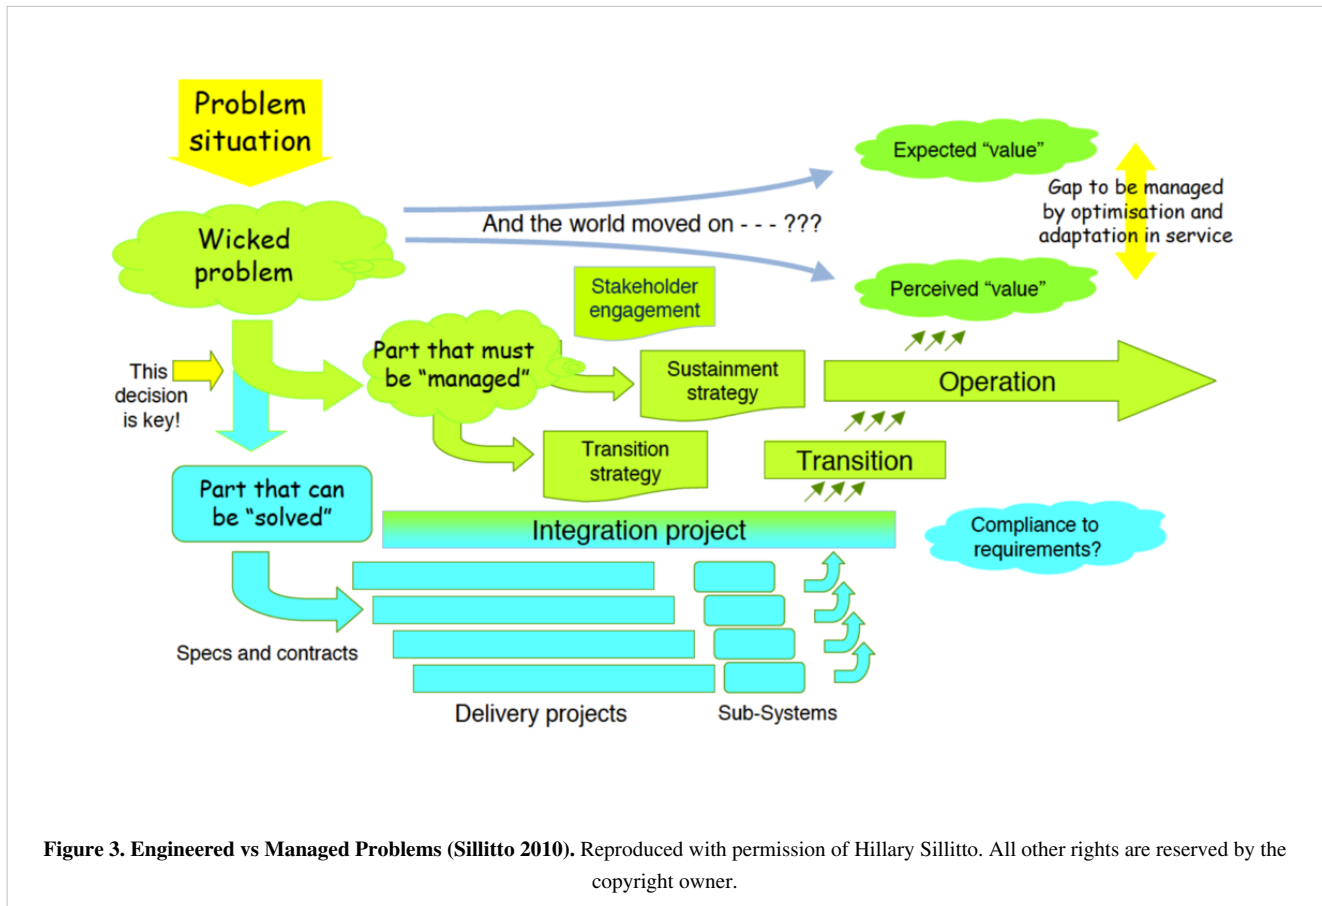 Problem
situation
Wicked
problem
Expected “value”
And the world moved on - - - ???
Gap to be managed
by optimisation and
adaptation in service
Perceived “value”
Stakeholder
engagement
This
decision
is key!
Part that must
be “managed”
Sustainment
strategy
Operation
Transition
strategy
Transition
Part that can
be “solved”
Integration project
Compliance to
requirements?
Specs and contracts
Delivery projects
Sub-Systems
Figure 3. Engineered vs Managed Problems (Sillitto 2010). Reproduced with permission of Hillary Sillitto. All other rights are reserved by the
copyright owner.